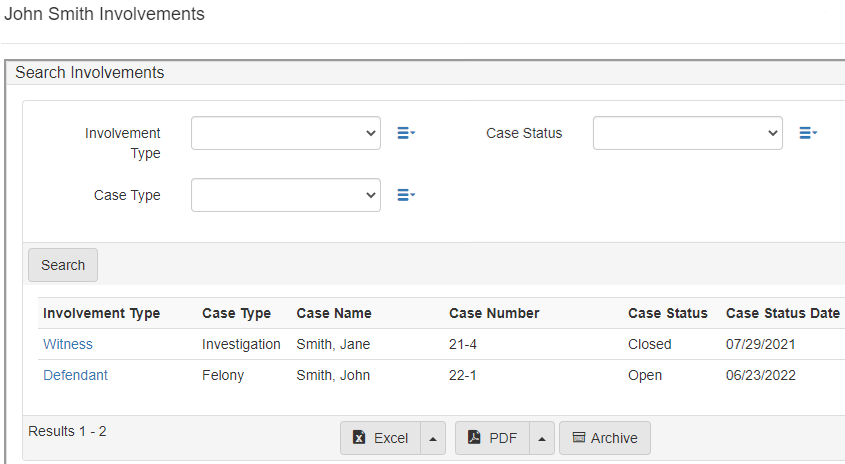 John Smith Involvements
Search Involvements
Involvement Type
Case Status
Case Type
Search
Involvement Type Case Type Case Name Case Number Case Status Case Status Date
Witness Investigation Smith, Jane 21-4 Closed 07/29/2021
Defendant Felony Smith, John 22-1 Open 06/23/2022
Results 1 - 2 Excel PDF Archive